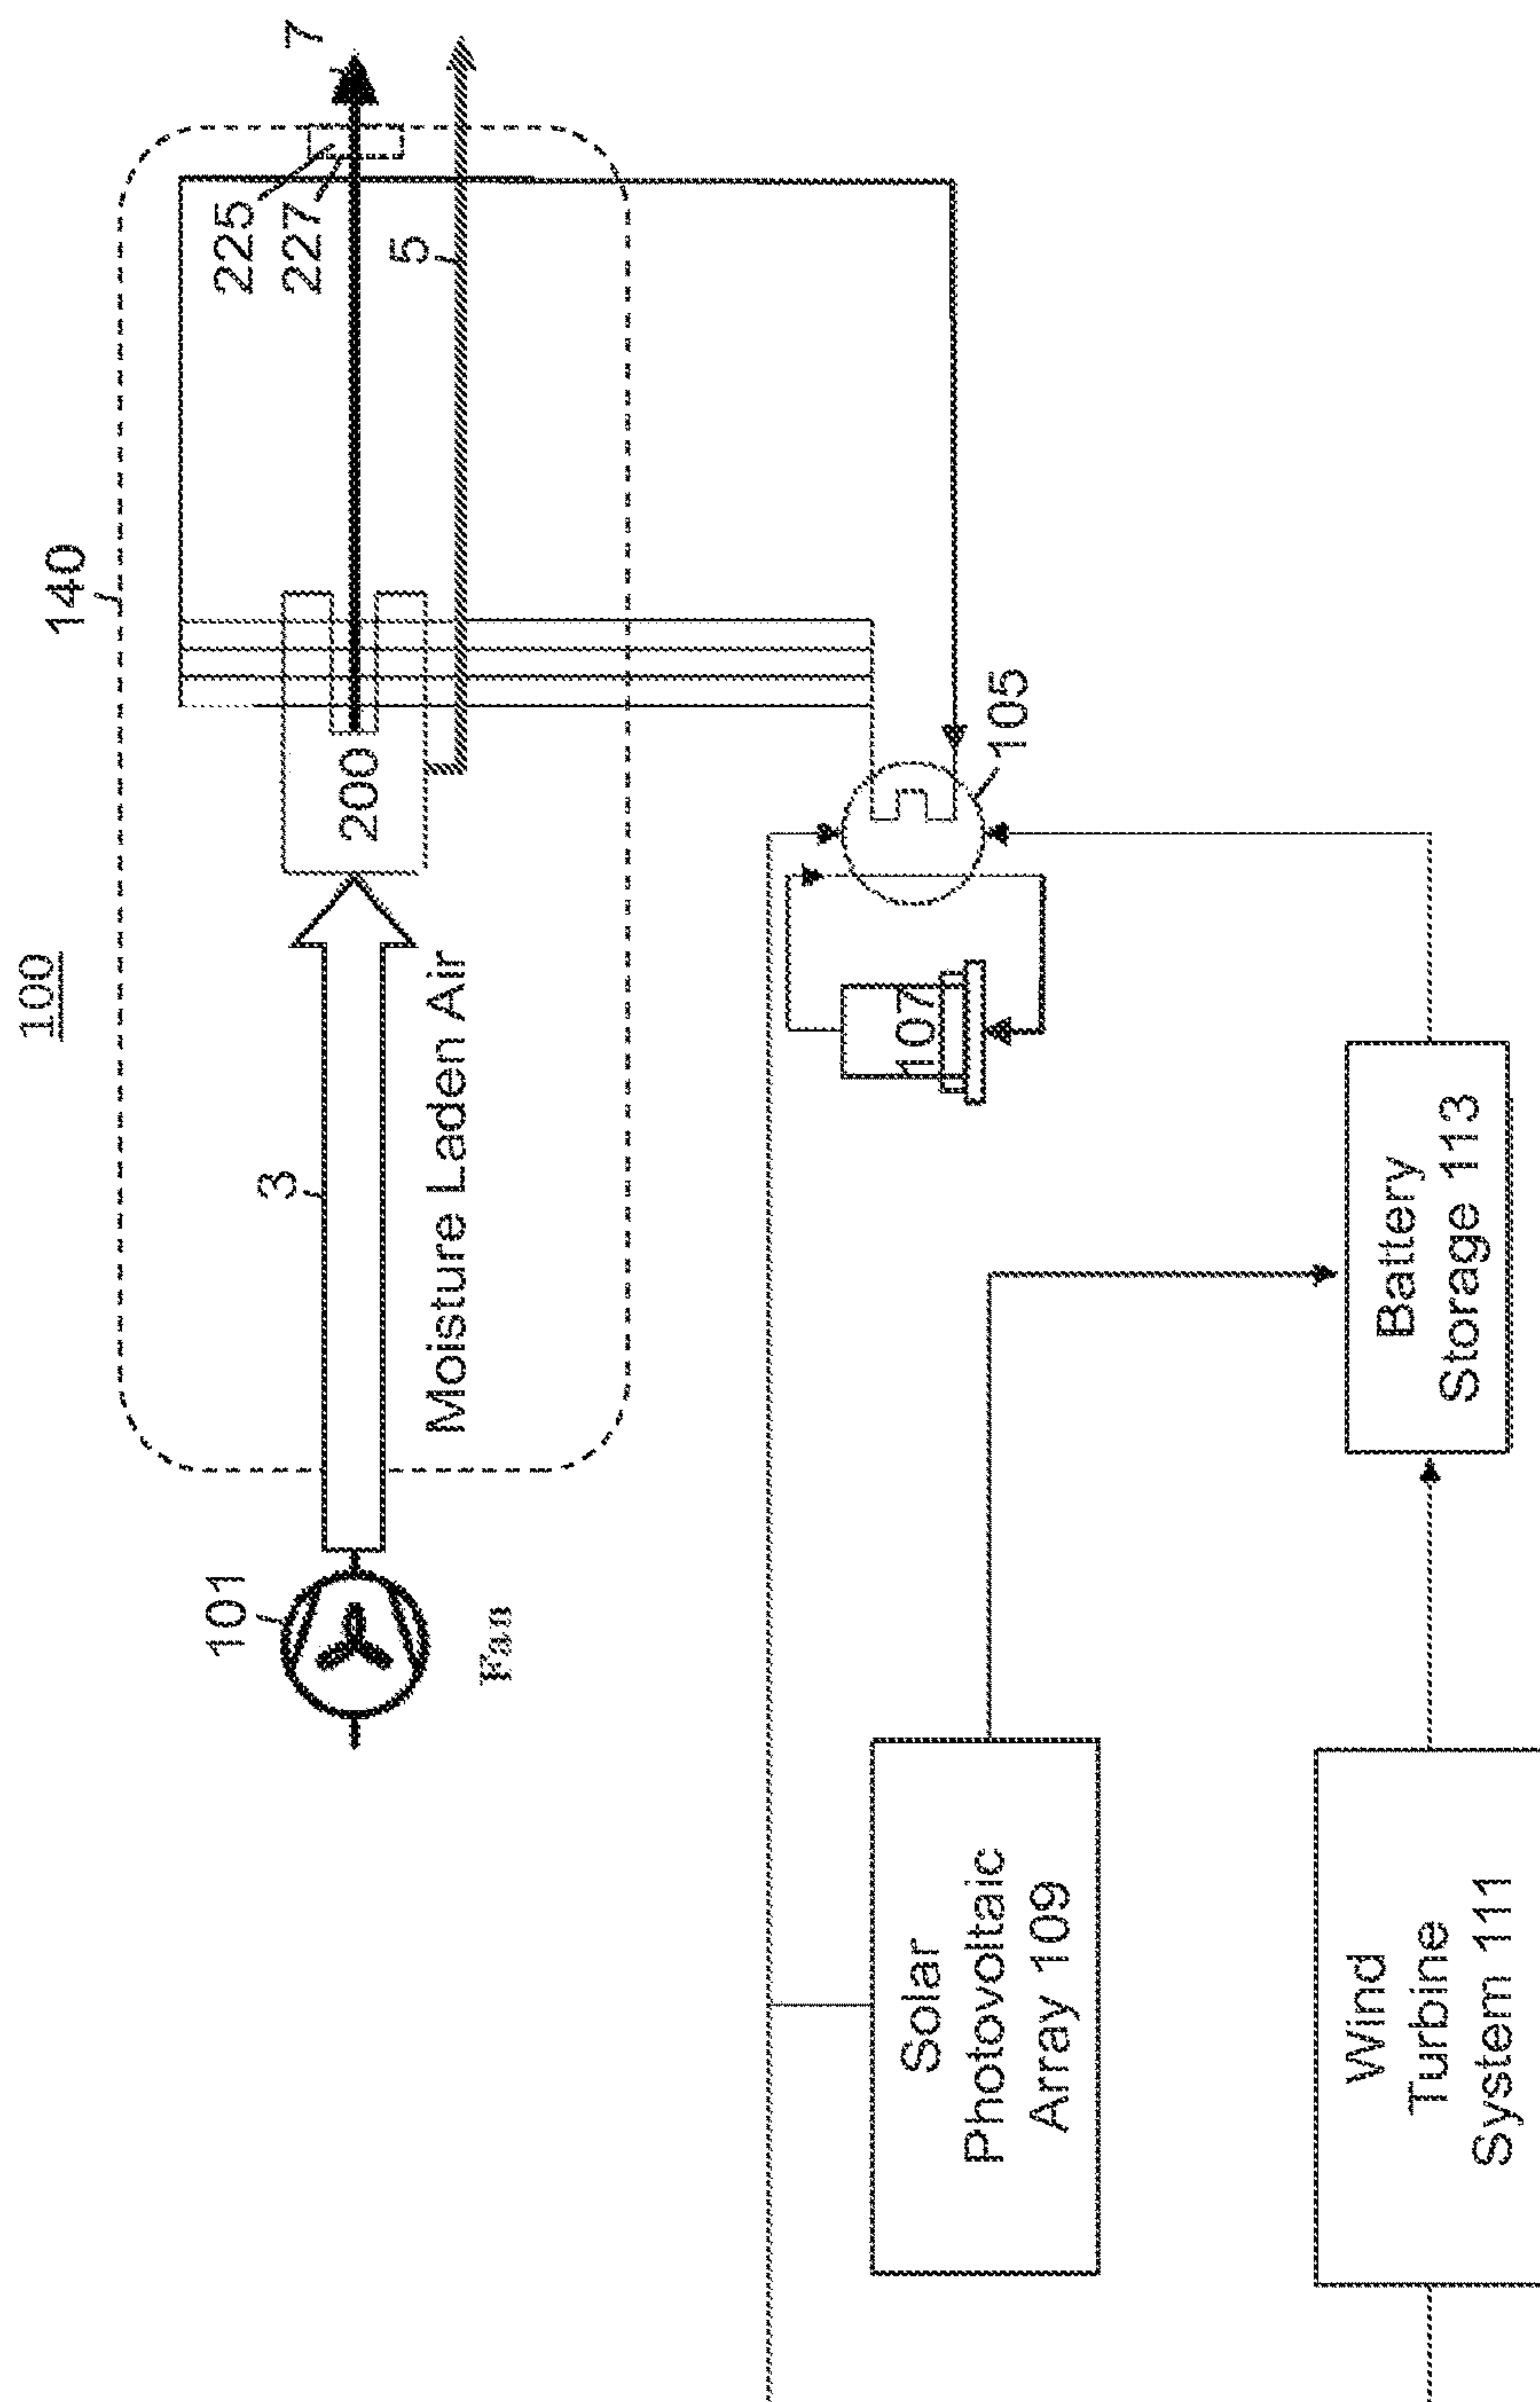 100
140
7
225
227
5
200
3
Moisture Laden Air
101
Fan
105
107
Solar
Photovoltaic
Array 109
Battery
Storage 113
Wind
Turbine
System 111